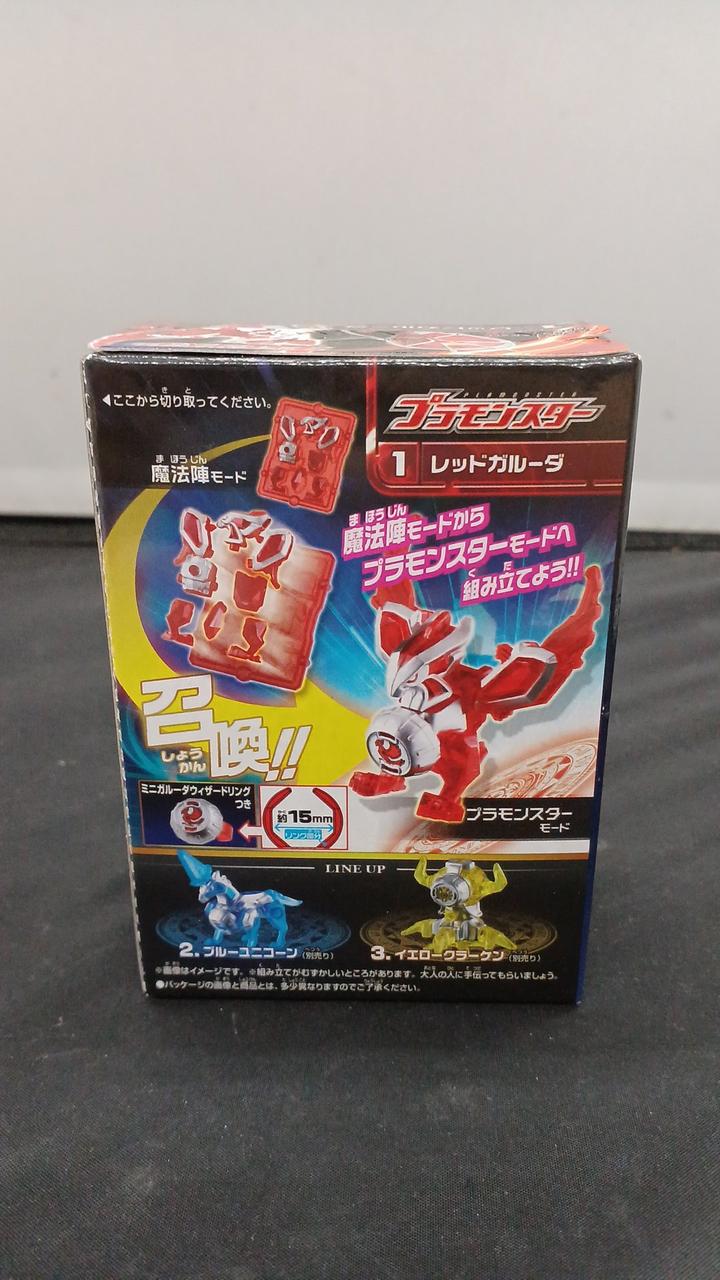 ◀ここから切り取ってください。
PLAMONSTER
プラモンスター
1 レッドガルーダ
魔法陣モード
魔法陣モードから
プラモンスターモードへ
組み立てよう!!
召喚!!
しょうかん
ミニガルーダウィザードリング
つき
約15mm
リング部分
プラモンスター
モード
LINE UP
2. ブルーユニコーン(別売り)
3. イエロークラーケン(別売り)
※画像はイメージです。 ※組み立てがむずかしいところがあります。大人の人に手伝ってもらいましょう。
●パッケージの画像と商品とは、多少異なりますのでご了承ください。